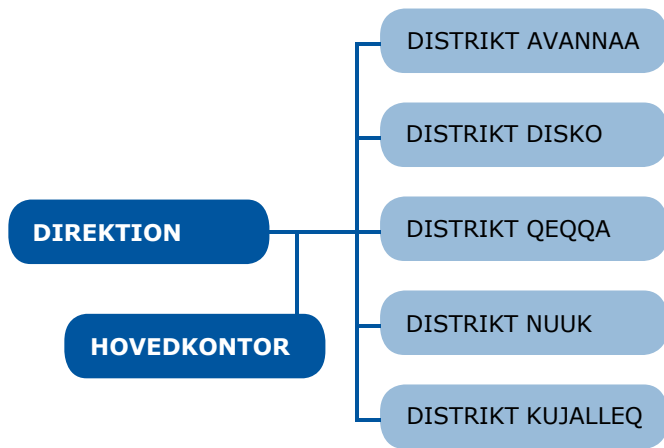 DIREKTION
HOVEDKONTOR
DISTRIKT AVANNAA
DISTRIKT DISKO
DISTRIKT QEQQA
DISTRIKT NUUK
DISTRIKT KUJALLEQ